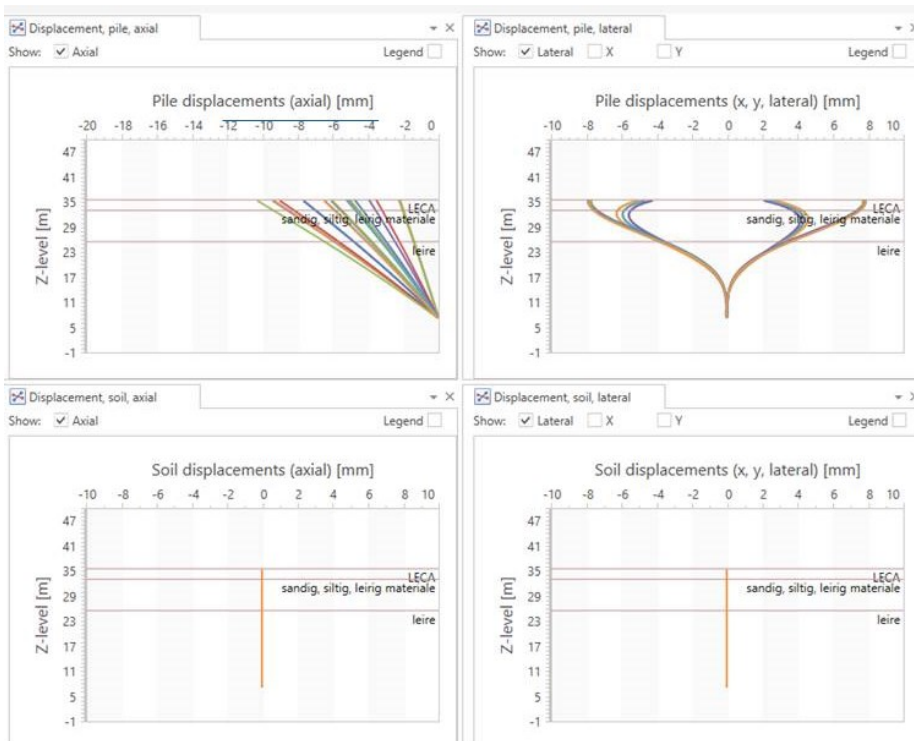 Displacement, pile, axial
Show: Axial Legend
Pile displacements (axial) [mm]
-20 -16 -14 -12 -10 -8 -6 -4 -2 0
Z-level [m]
47
41
35
29
23
17
11
5
-1
LECA
sandig, siltig, leirig materiale
leire
Displacement, pile, lateral
Show: Lateral X Y Legend
Pile displacements (x, y, lateral) [mm]
-10 -8 -6 -4 -2 0 2 4 6 8 10
Z-level [m]
47
41
35
29
23
17
11
5
-1
LECA
sandig, siltig, leirig materiale
leire
Displacement, soil, axial
Show: Axial Legend
Soil displacements (axial) [mm]
-10 -8 -6 -4 -2 0 2 4 6 8 10
Z-level [m]
47
41
35
29
23
17
11
5
-1
LECA
sandig, siltig, leirig materiale
leire
Displacement, soil, lateral
Show: Lateral X Y Legend
Soil displacements (x, y, lateral) [mm]
-10 -8 -6 -4 -2 0 2 4 6 8 10
Z-level [m]
47
41
35
29
23
17
11
5
-1
LECA
sandig, siltig, leirig materiale
leire